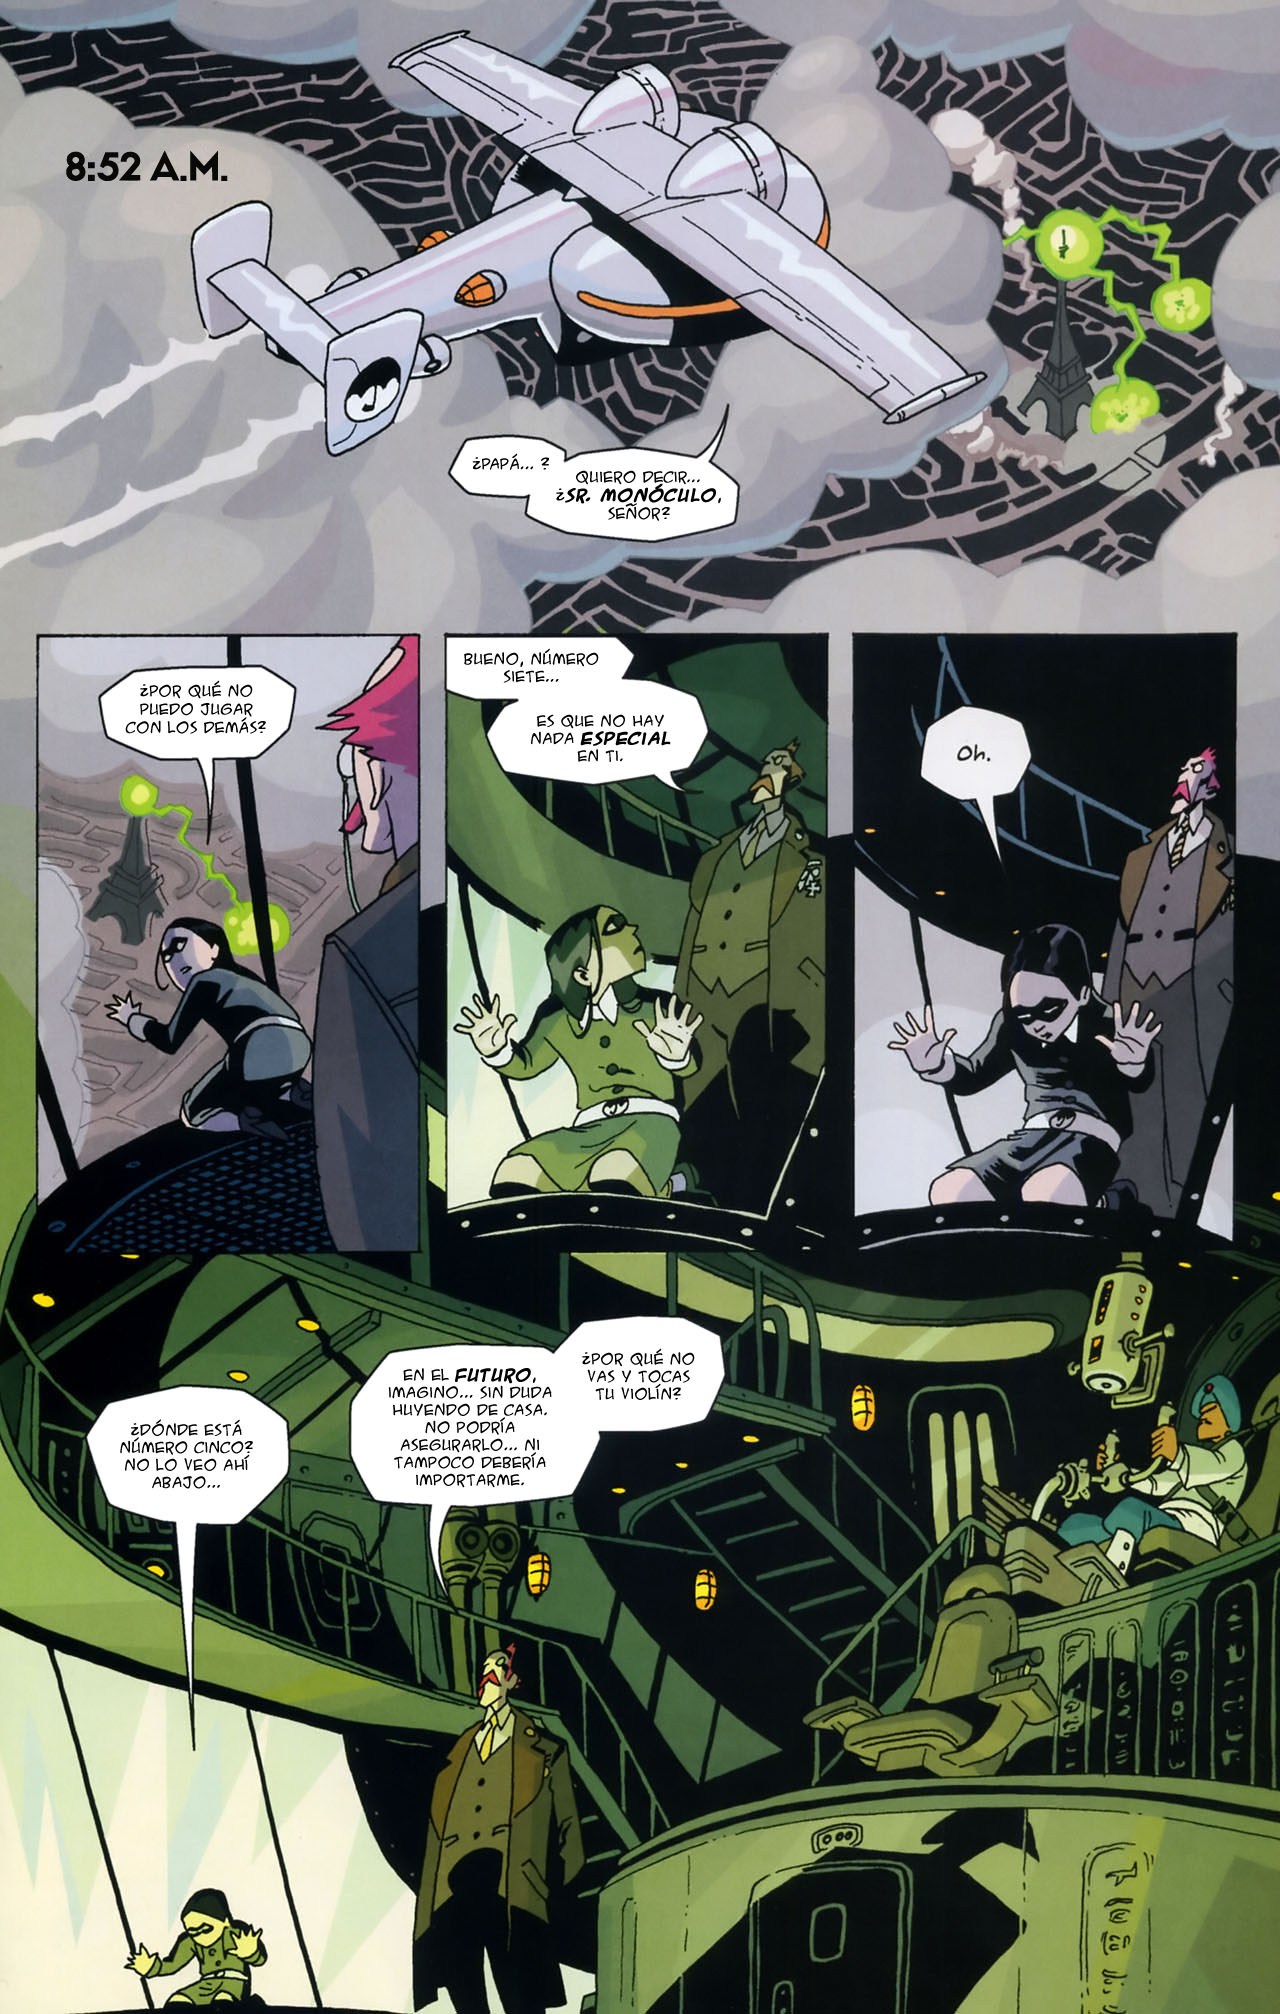 8:52 A.M.
¿PAPÁ... ?
QUIERO DECIR...
¿SR. MONÓCULO,
SEÑOR?
¿POR QUÉ NO
PUEDO JUGAR
CON LOS DEMÁS?
BUENO, NÚMERO
SIETE...
ES QUE NO HAY
NADA ESPECIAL
EN TI.
Oh.
¿DÓNDE ESTÁ
NÚMERO CINCO?
NO LO VEO AHÍ
ABAJO...
EN EL FUTURO,
IMAGINO... SIN DUDA
HUYENDO DE CASA.
NO PODRÍA
ASEGURARLO... NI
TAMPOCO DEBERÍA
IMPORTARME.
¿POR QUÉ NO
VAS Y TOCAS
TU VIOLÍN?